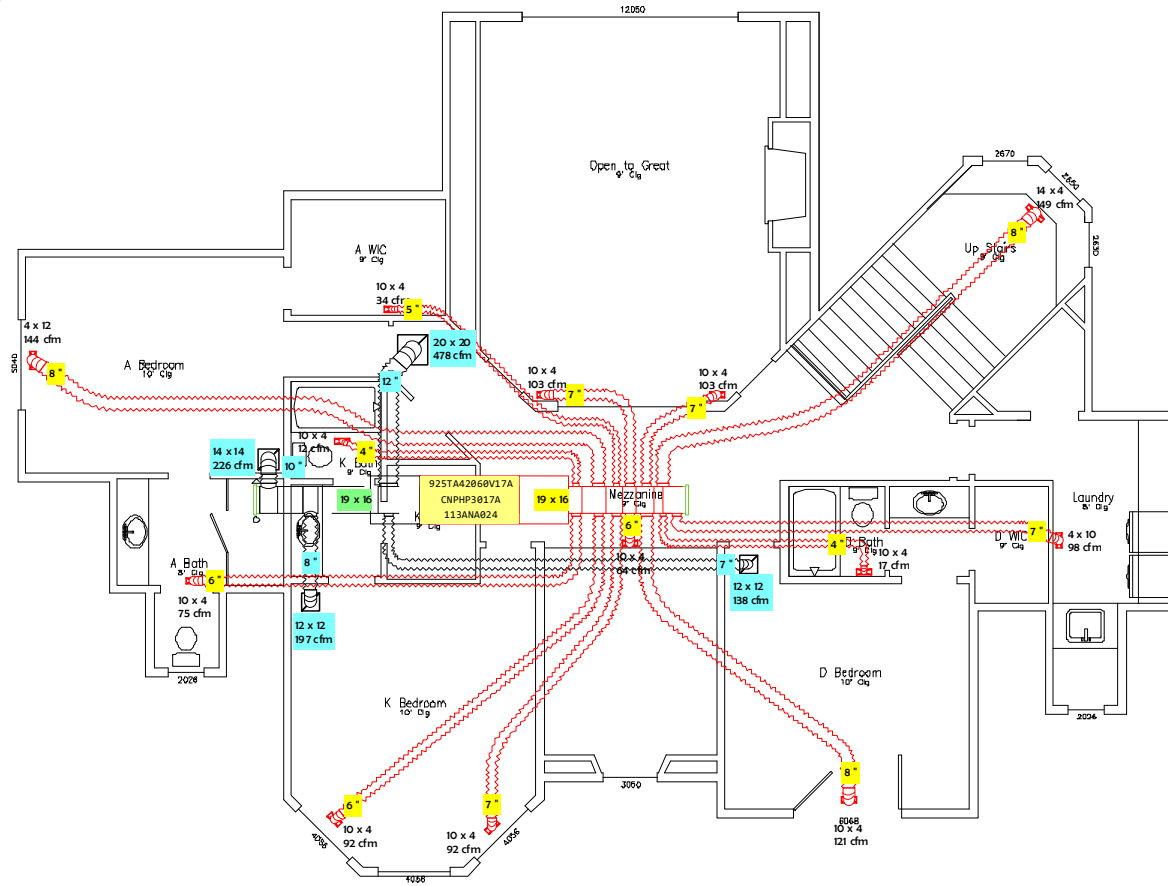 12050
Open to Great
9' Clg
2670
2650
14 x 4
149 cfm
8 "
2630
Up Stairs
9' Clg
A WIC
9' Clg
10 x 4
34 cfm
5 "
4 x 12
144 cfm
5040
8 "
A Bedroom
10' Clg
20 x 20
478 cfm
12 "
10 x 4
103 cfm
7 "
10 x 4
103 cfm
7 "
10 x 4
12 cfm
4 "
K Bath
9' Clg
14 x 14
226 cfm
10 "
19 x 16
925TA42060V17A
CNPHP3017A
113ANA024
19 x 16
Mezzanine
9' Clg
K
9' Clg
6 "
10 x 4
64 cfm
Laundry
8' Clg
7 "
4 x 10
98 cfm
D WIC
9' Clg
4 "
D Bath
9' Clg
10 x 4
17 cfm
A Bath
8' Clg
6 "
10 x 4
75 cfm
8 "
12 x 12
197 cfm
7 "
12 x 12
138 cfm
2026
K Bedroom
10' Clg
D Bedroom
10' Clg
3050
6 "
10 x 4
92 cfm
7 "
10 x 4
92 cfm
8 "
6068
10 x 4
121 cfm
4056
4056
4056